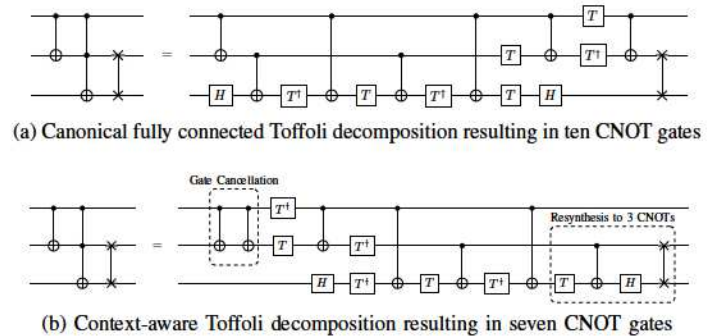 T
=
T T†
H T† T T† T H
(a) Canonical fully connected Toffoli decomposition resulting in ten CNOT gates
Gate Cancellation
T†
Resynthesis to 3 CNOTs
=
T T†
H T† T T† T H
(b) Context-aware Toffoli decomposition resulting in seven CNOT gates